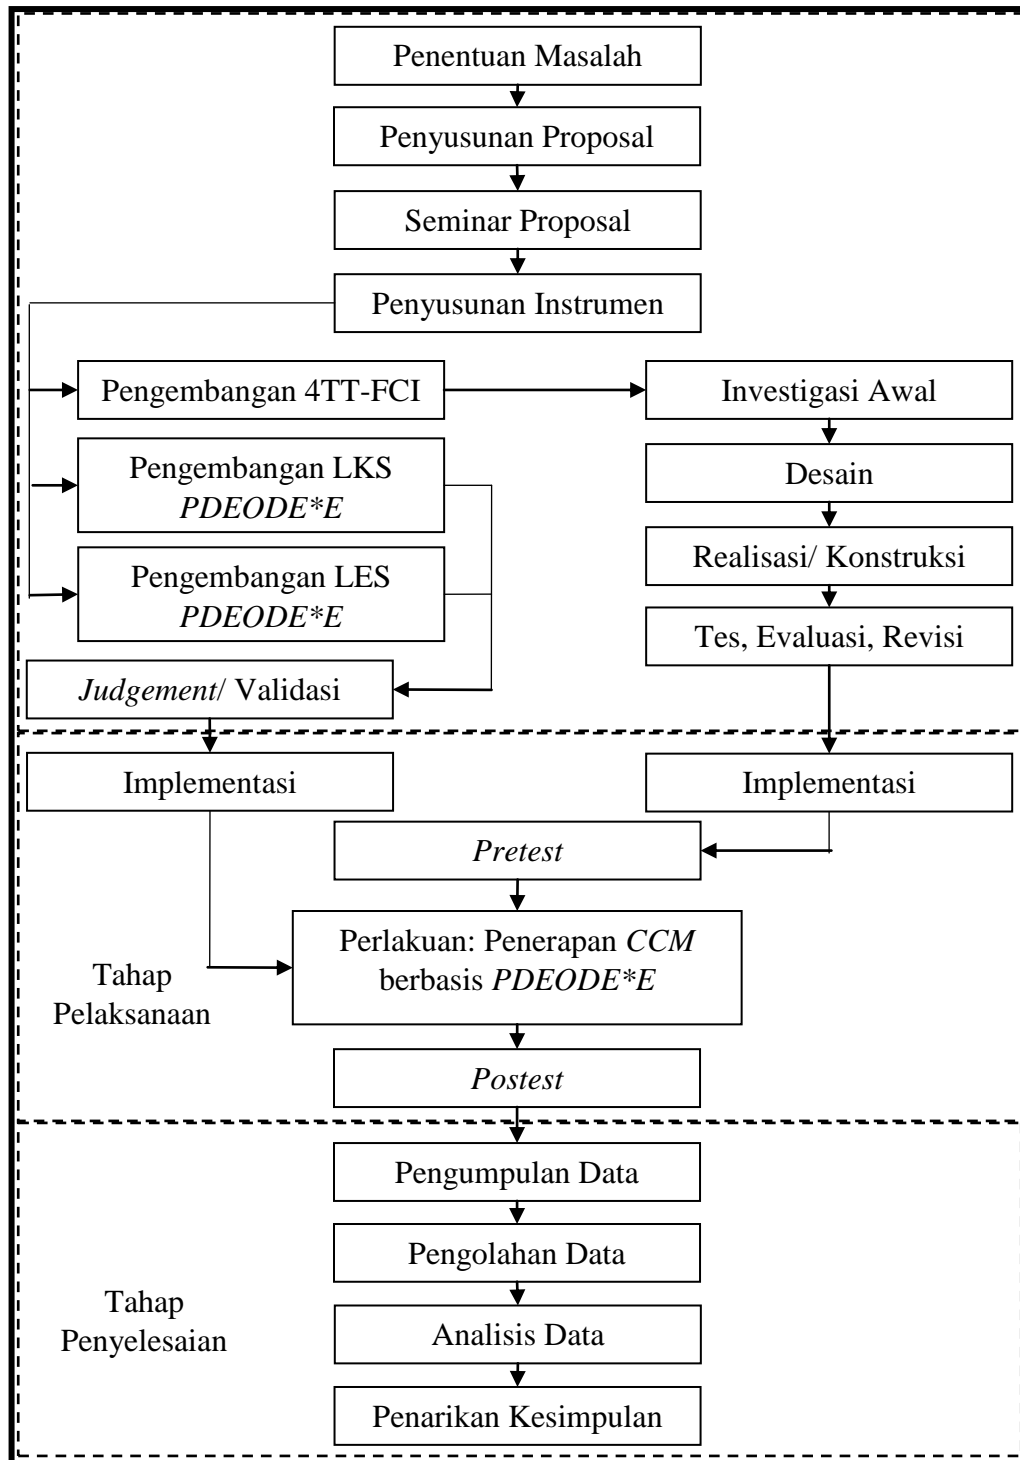 Penentuan Masalah
Penyusunan Proposal
Seminar Proposal
Penyusunan Instrumen
Pengembangan 4TT-FCI
Investigasi Awal
Pengembangan LKS
PDEODE*E
Desain
Realisasi/ Konstruksi
Pengembangan LES
PDEODE*E
Tes, Evaluasi, Revisi
Judgement/ Validasi
Implementasi
Implementasi
Pretest
Perlakuan: Penerapan CCM
berbasis PDEODE*E
Tahap
Pelaksanaan
Postest
Pengumpulan Data
Pengolahan Data
Tahap
Penyelesaian
Analisis Data
Penarikan Kesimpulan